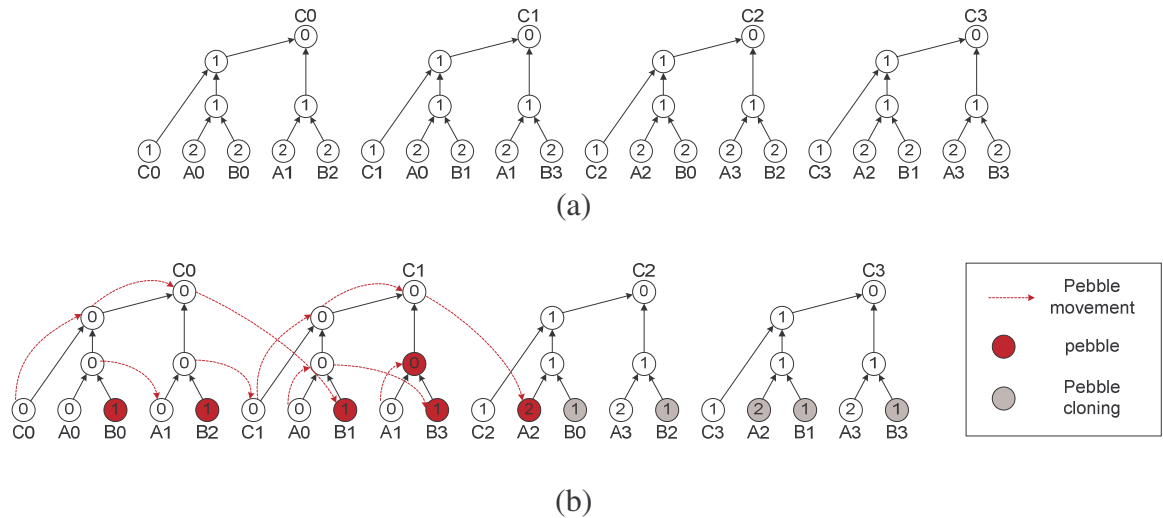 C0 C1 C2 C3
0 0 0 0
1 1 1 1
1 1 1 1 1 1 1 1
1 2 2 2 2 1 2 2 2 2 1 2 2 2 2 1 2 2 2 2
C0 A0 B0 A1 B2 C1 A0 B1 A1 B3 C2 A2 B0 A3 B2 C3 A2 B1 A3 B3
(a)
C0 C1 C2 C3
0 0 0 0
0 0 1 1
0 0 0 0 1 1 1 1
0 0 1 0 1 0 0 1 0 1 1 2 1 2 1 1 2 1 2 1
C0 A0 B0 A1 B2 C1 A0 B1 A1 B3 C2 A2 B0 A3 B2 C3 A2 B1 A3 B3
Pebble
movement
pebble
Pebble
cloning
(b)